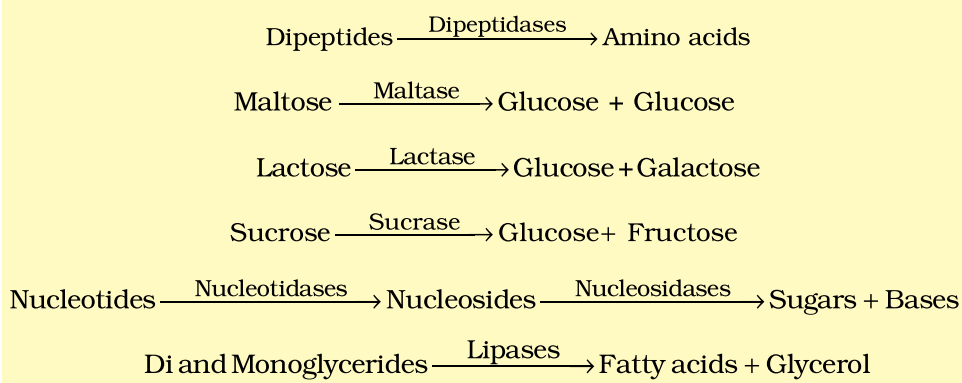 Dipeptides Dipeptidases Amino acids
Maltose Maltase Glucose + Glucose
Lactose Lactase Glucose+Galactose
Sucrose Sucrase Glucose+ Fructose
Nucleotides Nucleotidases Nucleosides Nucleosidases Sugars + Bases
Di and Monoglycerides Lipases Fatty acids + Glycerol